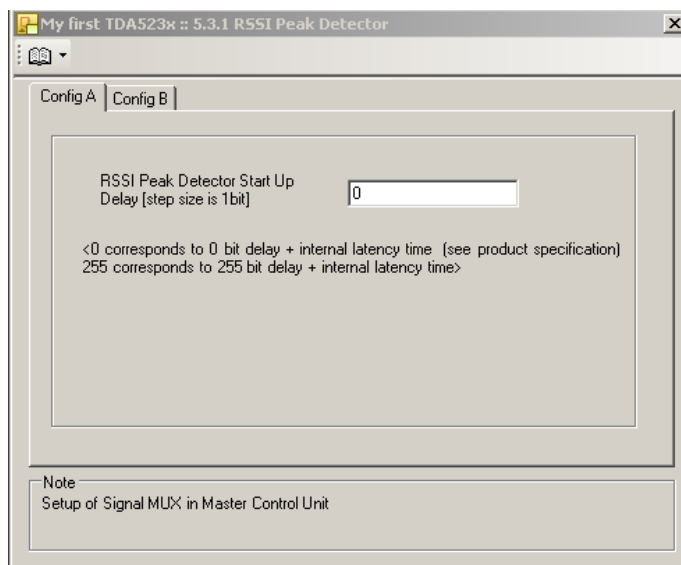 My first TDA523x :: 5.3.1 RSSI Peak Detector
Config A
Config B
RSSI Peak Detector Start Up
Delay [step size is 1bit]
0
<0 corresponds to 0 bit delay + internal latency time (see product specification)
255 corresponds to 255 bit delay + internal latency time>
Note
Setup of Signal MUX in Master Control Unit